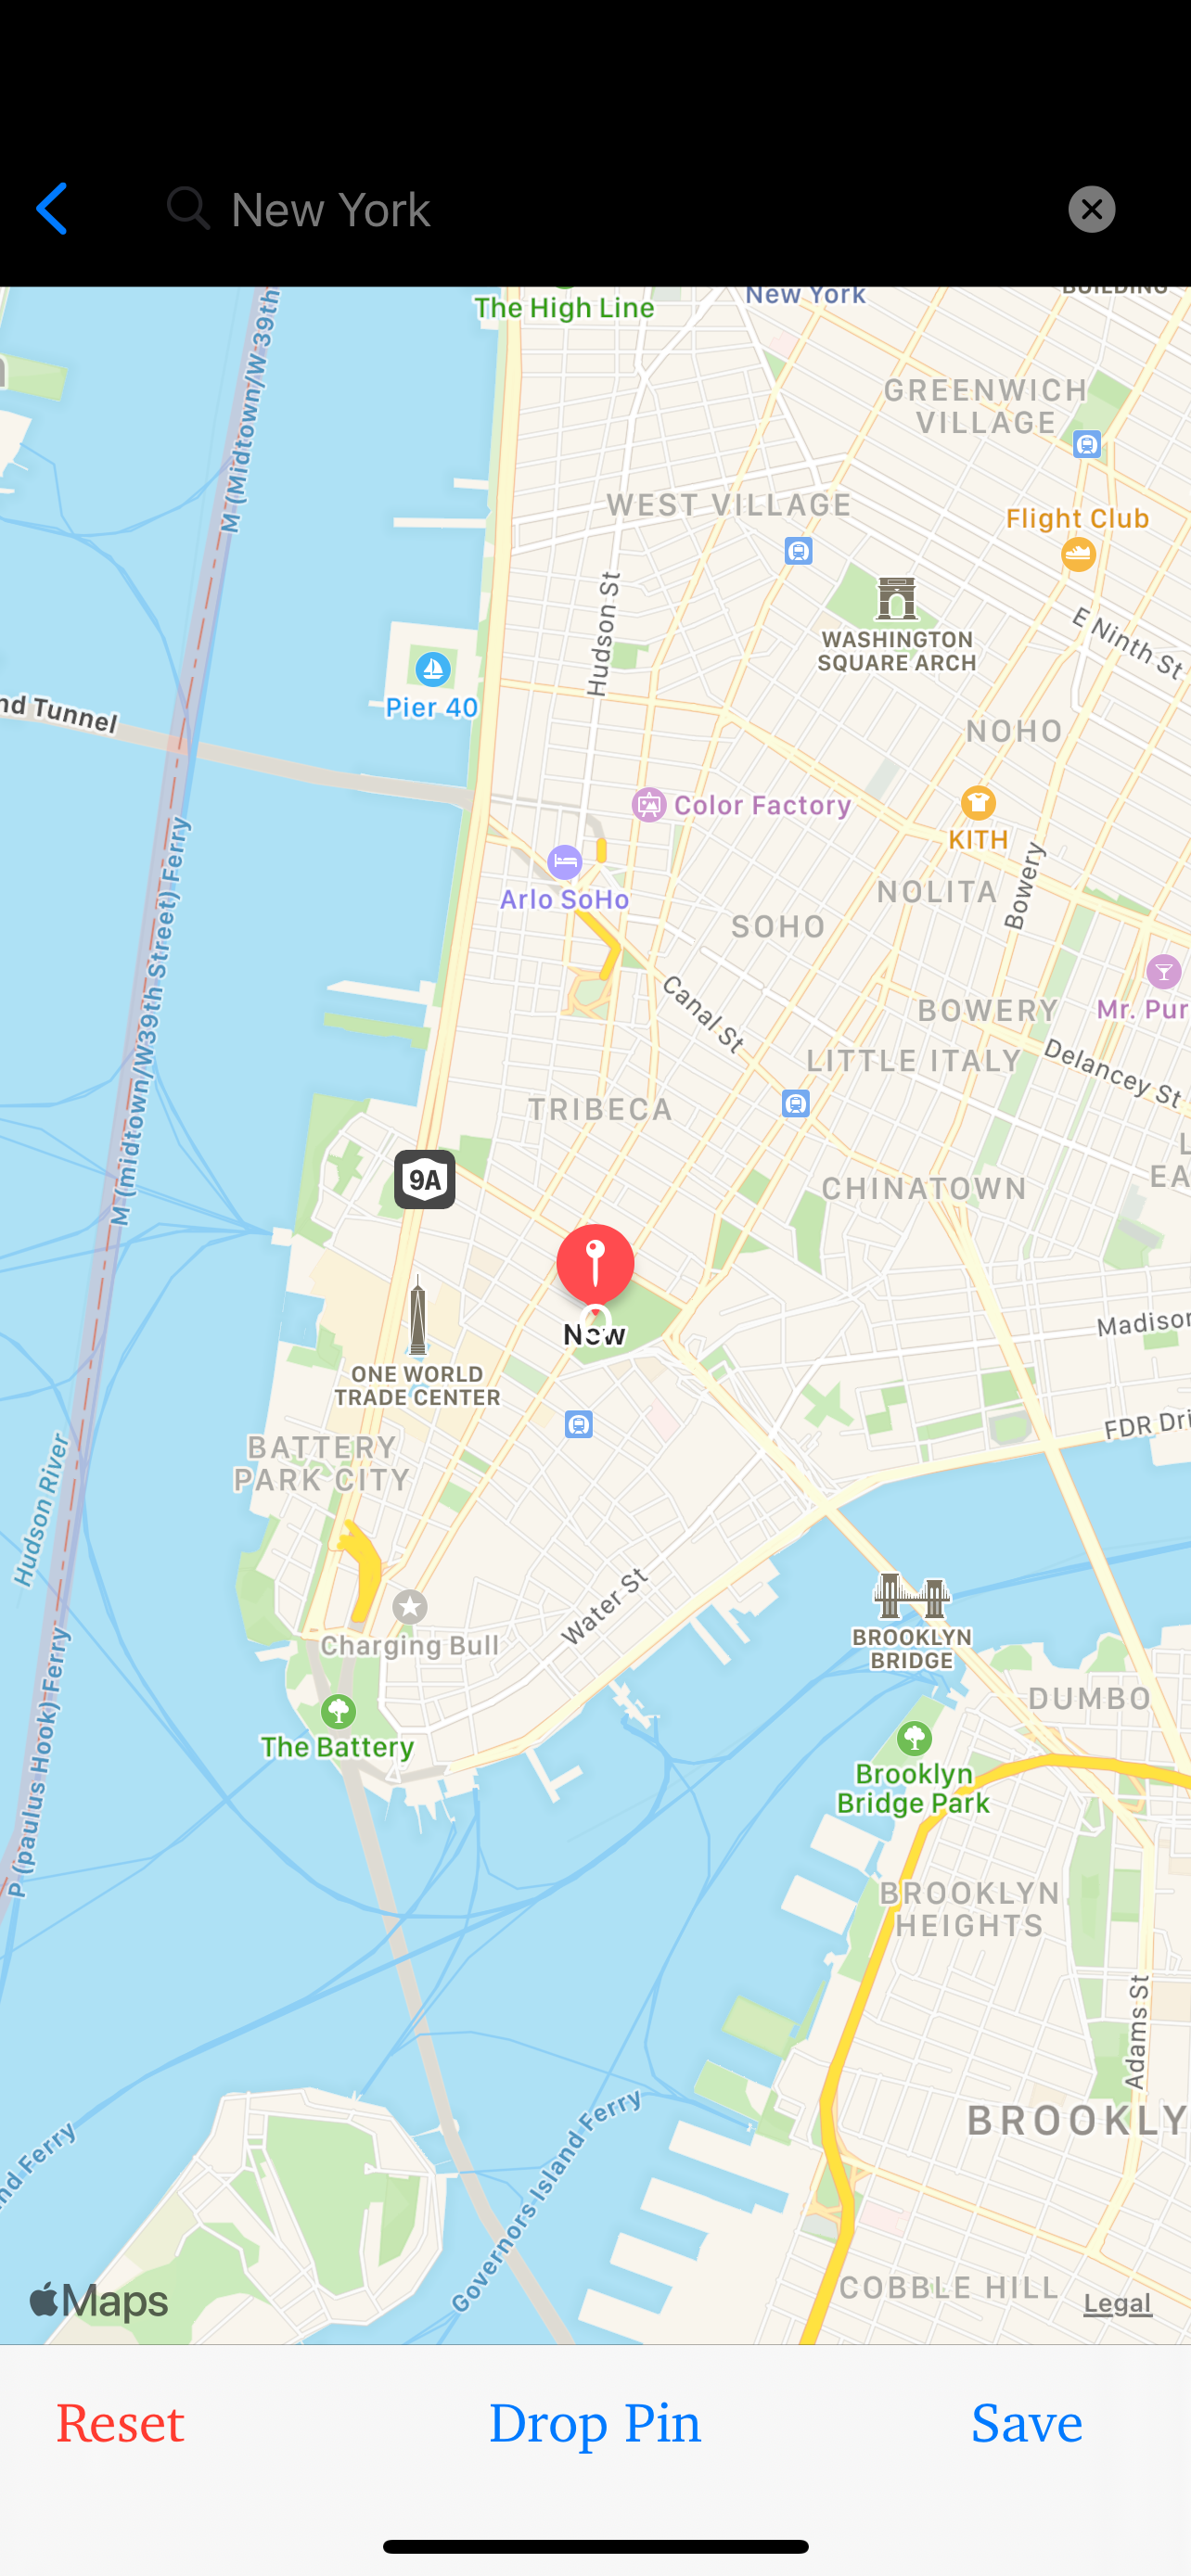 New York
The High Line
New York
BUILDING
GREENWICH
VILLAGE
M (Midtown/W 39th
WEST VILLAGE
Flight Club
Hudson St
WASHINGTON
SQUARE ARCH
E Ninth St
nd Tunnel
Pier 40
NOHO
Color Factory
KITH
Arlo SoHo
NOLITA
Bowery
SOHO
M (midtown/W39th Street) Ferry
Canal St
BOWERY
Mr. Pur
LITTLE ITALY
Delancey St
TRIBECA
L
EA
9A
CHINATOWN
Madison
ONE WORLD
TRADE CENTER
FDR Dri
BATTERY
PARK CITY
Hudson River
Water St
Charging Bull
BROOKLYN
BRIDGE
P (paulus Hook) Ferry
DUMBO
The Battery
Brooklyn
Bridge Park
BROOKLYN
HEIGHTS
Adams St
BROOKLY
nd Ferry
Governors Island Ferry
COBBLE HILL
Maps
Legal
Reset
Drop Pin
Save